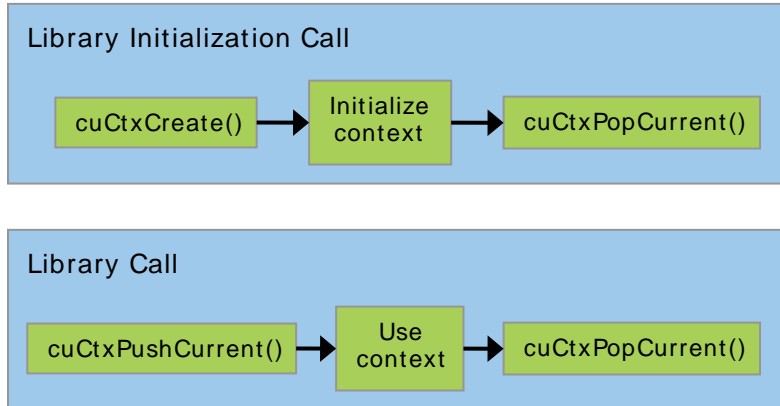 Library Initialization Call
cuCtxCreate()
Initialize
context
cuCtxPopCurrent()
Library Call
cuCtxPushCurrent()
Use
context
cuCtxPopCurrent()